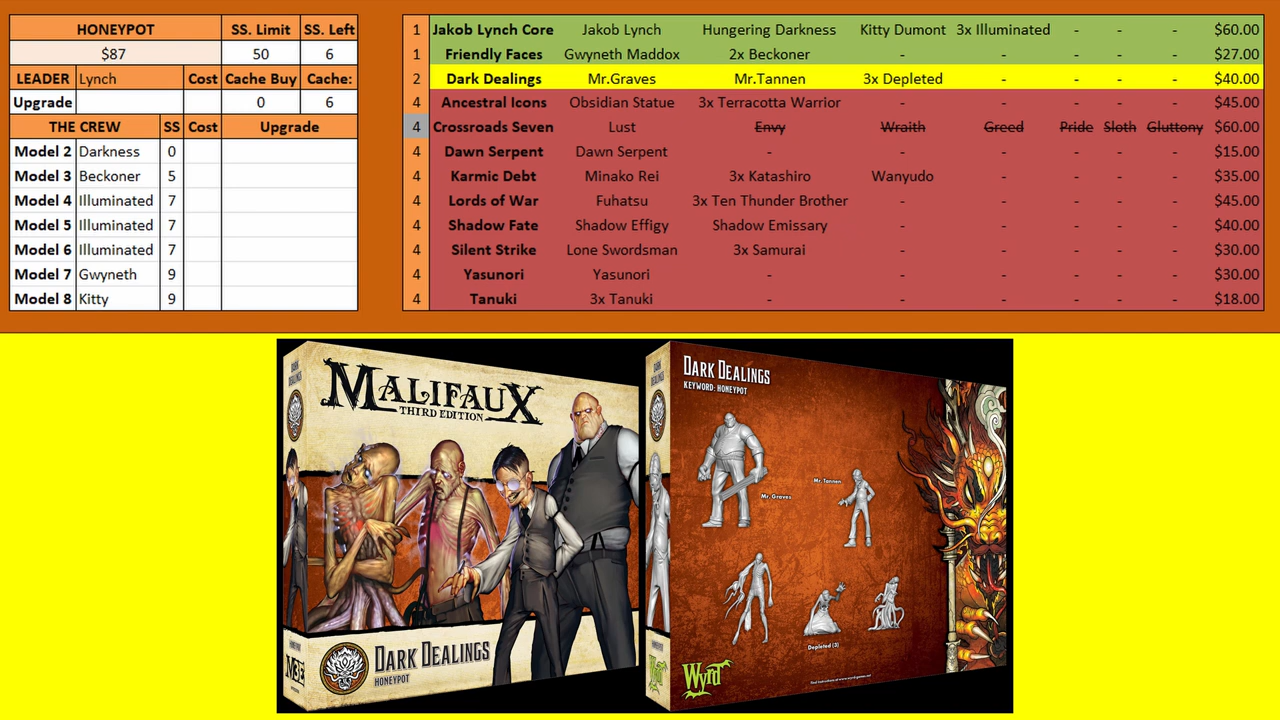 HONEYPOT SS. Limit SS. Left
$87 50 6
LEADER Lynch Cost Cache Buy Cache:
Upgrade 0 6
THE CREW SS Cost Upgrade
Model 2 Darkness 0
Model 3 Beckoner 5
Model 4 Illuminated 7
Model 5 Illuminated 7
Model 6 Illuminated 7
Model 7 Gwyneth 9
Model 8 Kitty 9
1 Jakob Lynch Core Jakob Lynch Hungering Darkness Kitty Dumont 3x Illuminated - - - $60.00
1 Friendly Faces Gwyneth Maddox 2x Beckoner - - - - - $27.00
2 Dark Dealings Mr.Graves Mr.Tannen 3x Depleted - - - - $40.00
4 Ancestral Icons Obsidian Statue 3x Terracotta Warrior - - - - - $45.00
4 Crossroads Seven Lust Envy Wraith Greed Pride Sloth Gluttony $60.00
4 Dawn Serpent Dawn Serpent - - - - - - $15.00
4 Karmic Debt Minako Rei 3x Katashiro Wanyudo - - - - $35.00
4 Lords of War Fuhatsu 3x Ten Thunder Brother - - - - - $45.00
4 Shadow Fate Shadow Effigy Shadow Emissary - - - - - $40.00
4 Silent Strike Lone Swordsman 3x Samurai - - - - - $30.00
4 Yasunori Yasunori - - - - - - $30.00
4 Tanuki 3x Tanuki - - - - - - $18.00
DARK DEALINGS
MALIFAUX
THIRD EDITION
DARK DEALINGS
HONEYPOT
M3E
DARK DEALINGS
DARK DEALINGS
KEYWORD: HONEYPOT
Mr. Graves
Mr. Tannen
Depleted (3)
Wyrd